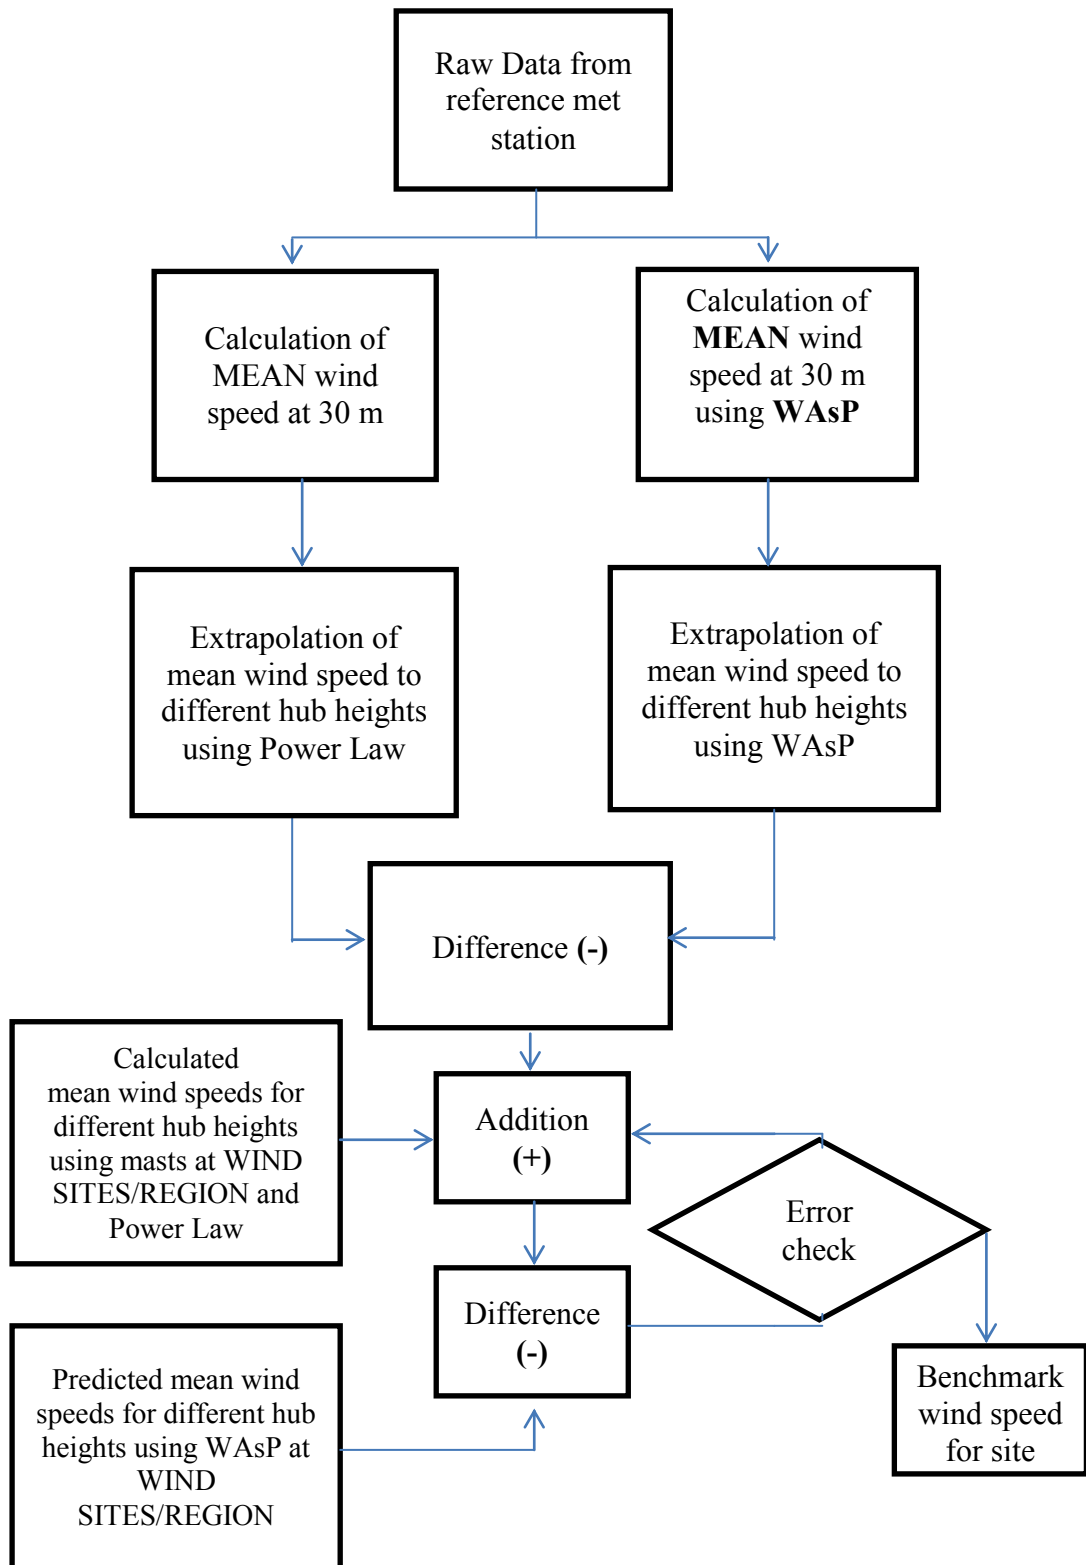 Raw Data from
reference met
station
Calculation of
MEAN wind
speed at 30 m
Calculation of
MEAN wind
speed at 30 m
using WAsP
Extrapolation of
mean wind speed to
different hub heights
using Power Law
Extrapolation of
mean wind speed to
different hub heights
using WAsP
Difference (-)
Calculated
mean wind speeds for
different hub heights
using masts at WIND
SITES/REGION and
Power Law
Addition
(+)
Error
check
Difference
(-)
Predicted mean wind
speeds for different hub
heights using WAsP at
WIND
SITES/REGION
Benchmark
wind speed
for site